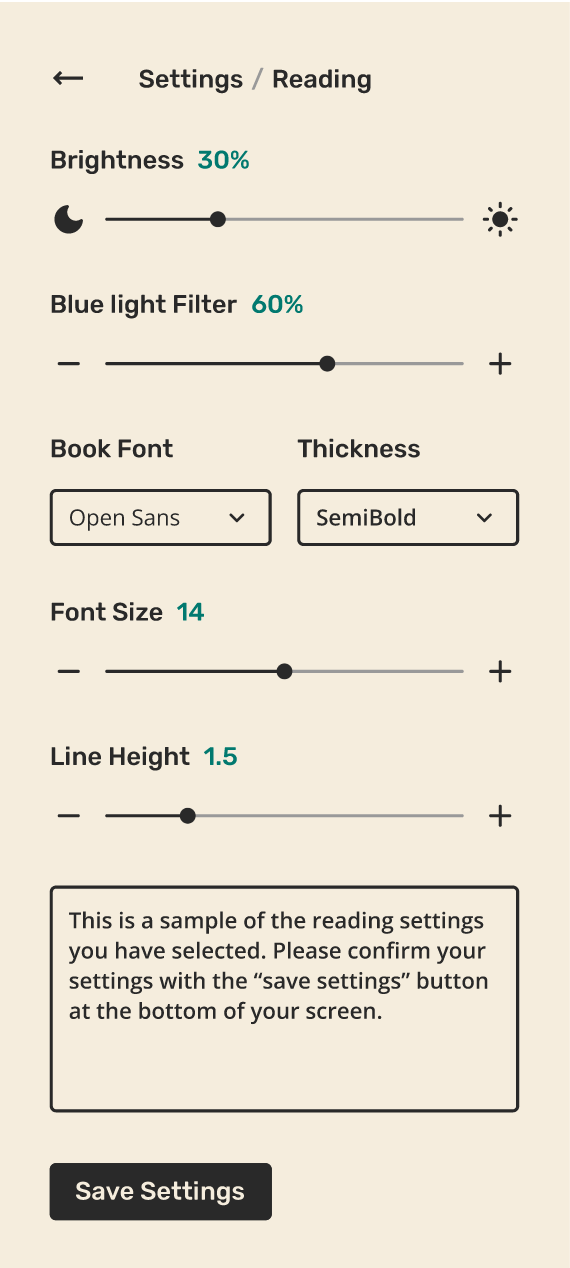 Settings / Reading
Brightness 30%
Blue light Filter 60%
Book Font Thickness
Open Sans SemiBold
Font Size 14
Line Height 1.5
This is a sample of the reading settings
you have selected. Please confirm your
settings with the “save settings” button
at the bottom of your screen.
Save Settings